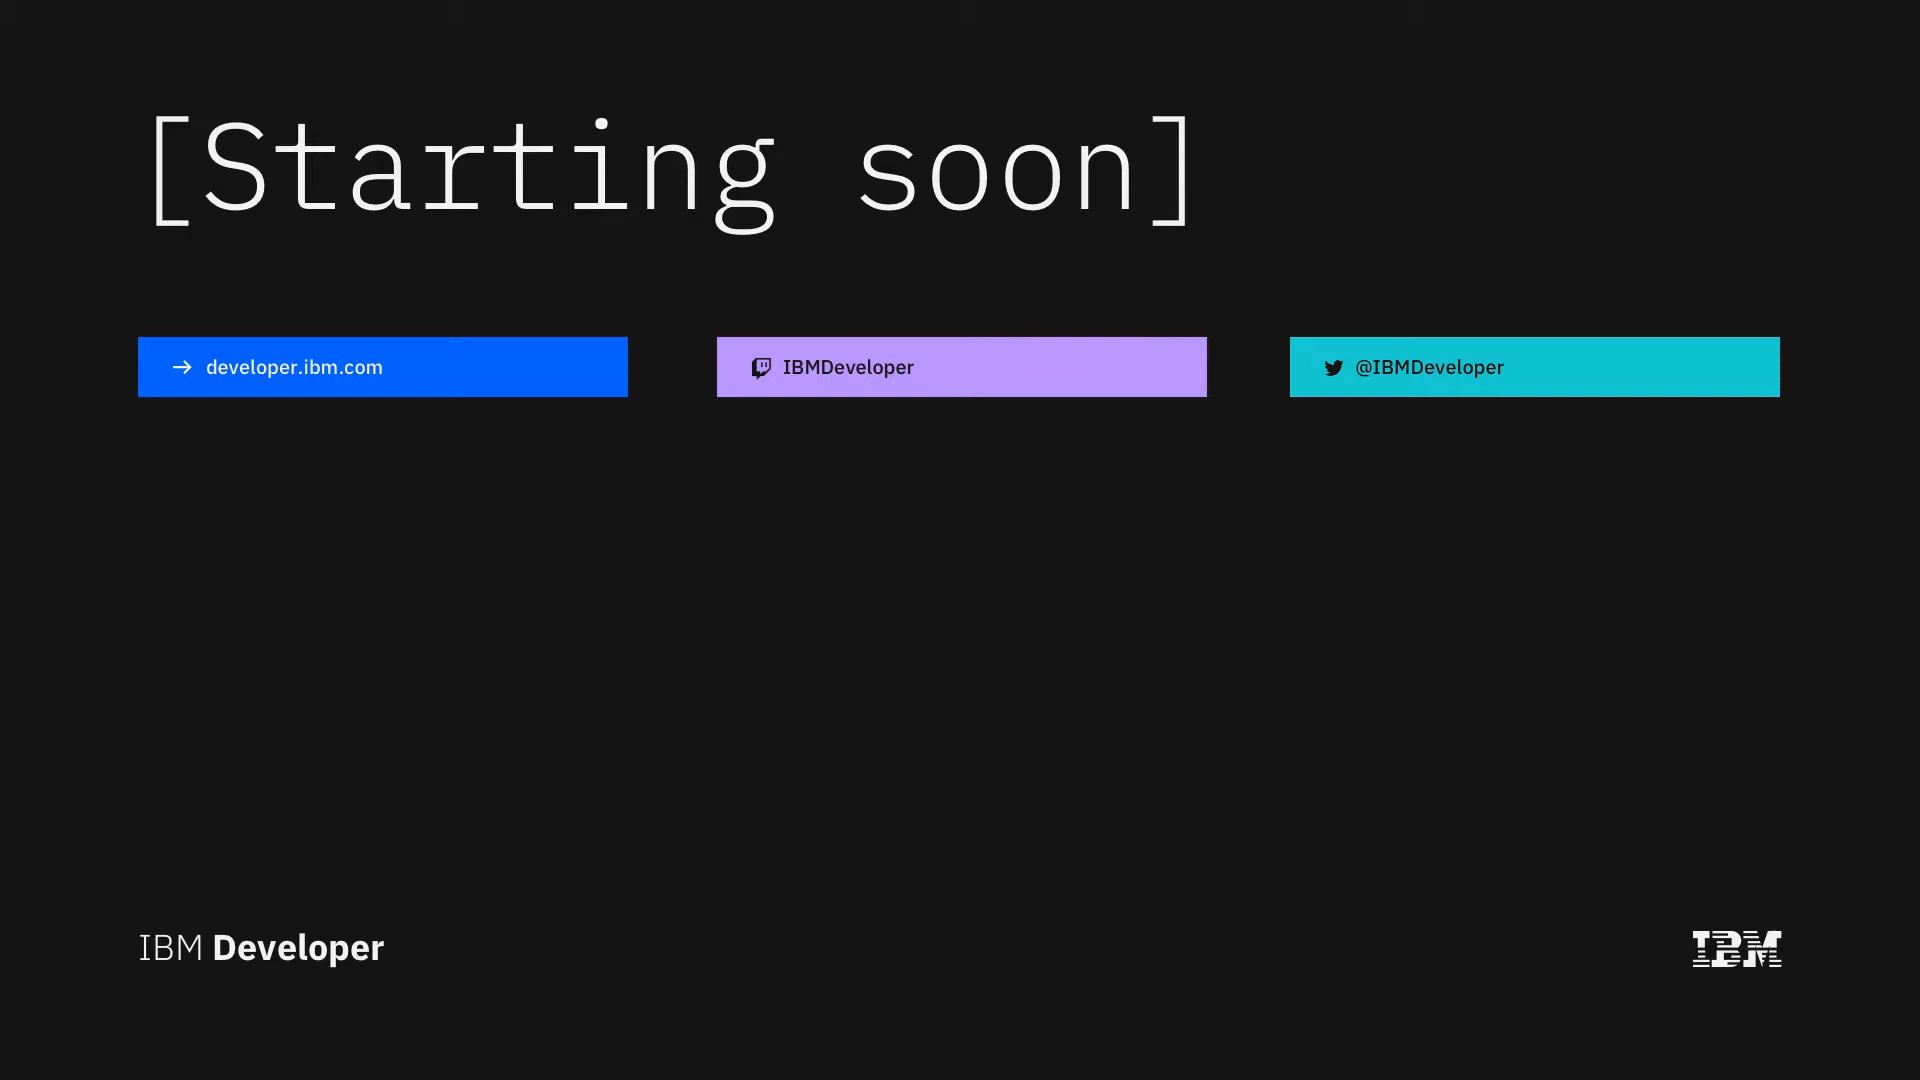 [Starting soon]
→ developer.ibm.com
IBMDeveloper
@IBMDeveloper
IBM Developer
IBM